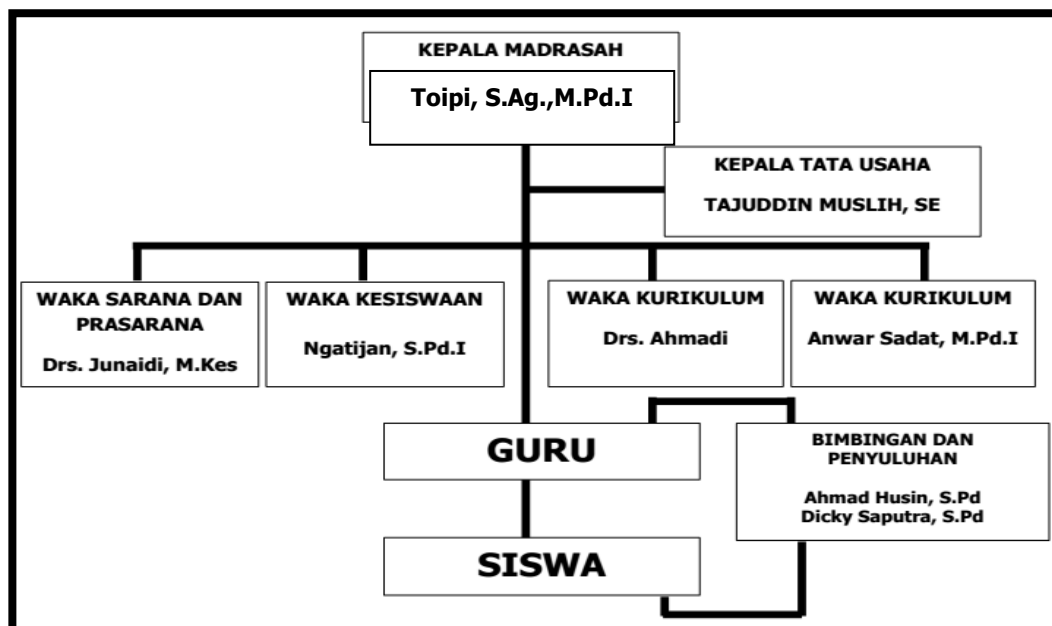 KEPALA MADRASAH
Toipi, S.Ag.,M.Pd.I
KEPALA TATA USAHA
TAJUDDIN MUSLIH, SE
WAKA SARANA DAN
PRASARANA
Drs. Junaidi, M.Kes
WAKA KESISWAAN
Ngatijan, S.Pd.I
WAKA KURIKULUM
Drs. Ahmadi
WAKA KURIKULUM
Anwar Sadat, M.Pd.I
GURU
BIMBINGAN DAN
PENYULUHAN
Ahmad Husin, S.Pd
Dicky Saputra, S.Pd
SISWA